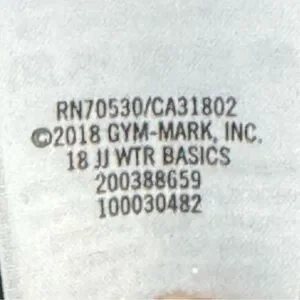 RN70530/CA31802
©2018 GYM-MARK, INC.
18 JJ WTR BASICS
200388659
100030482